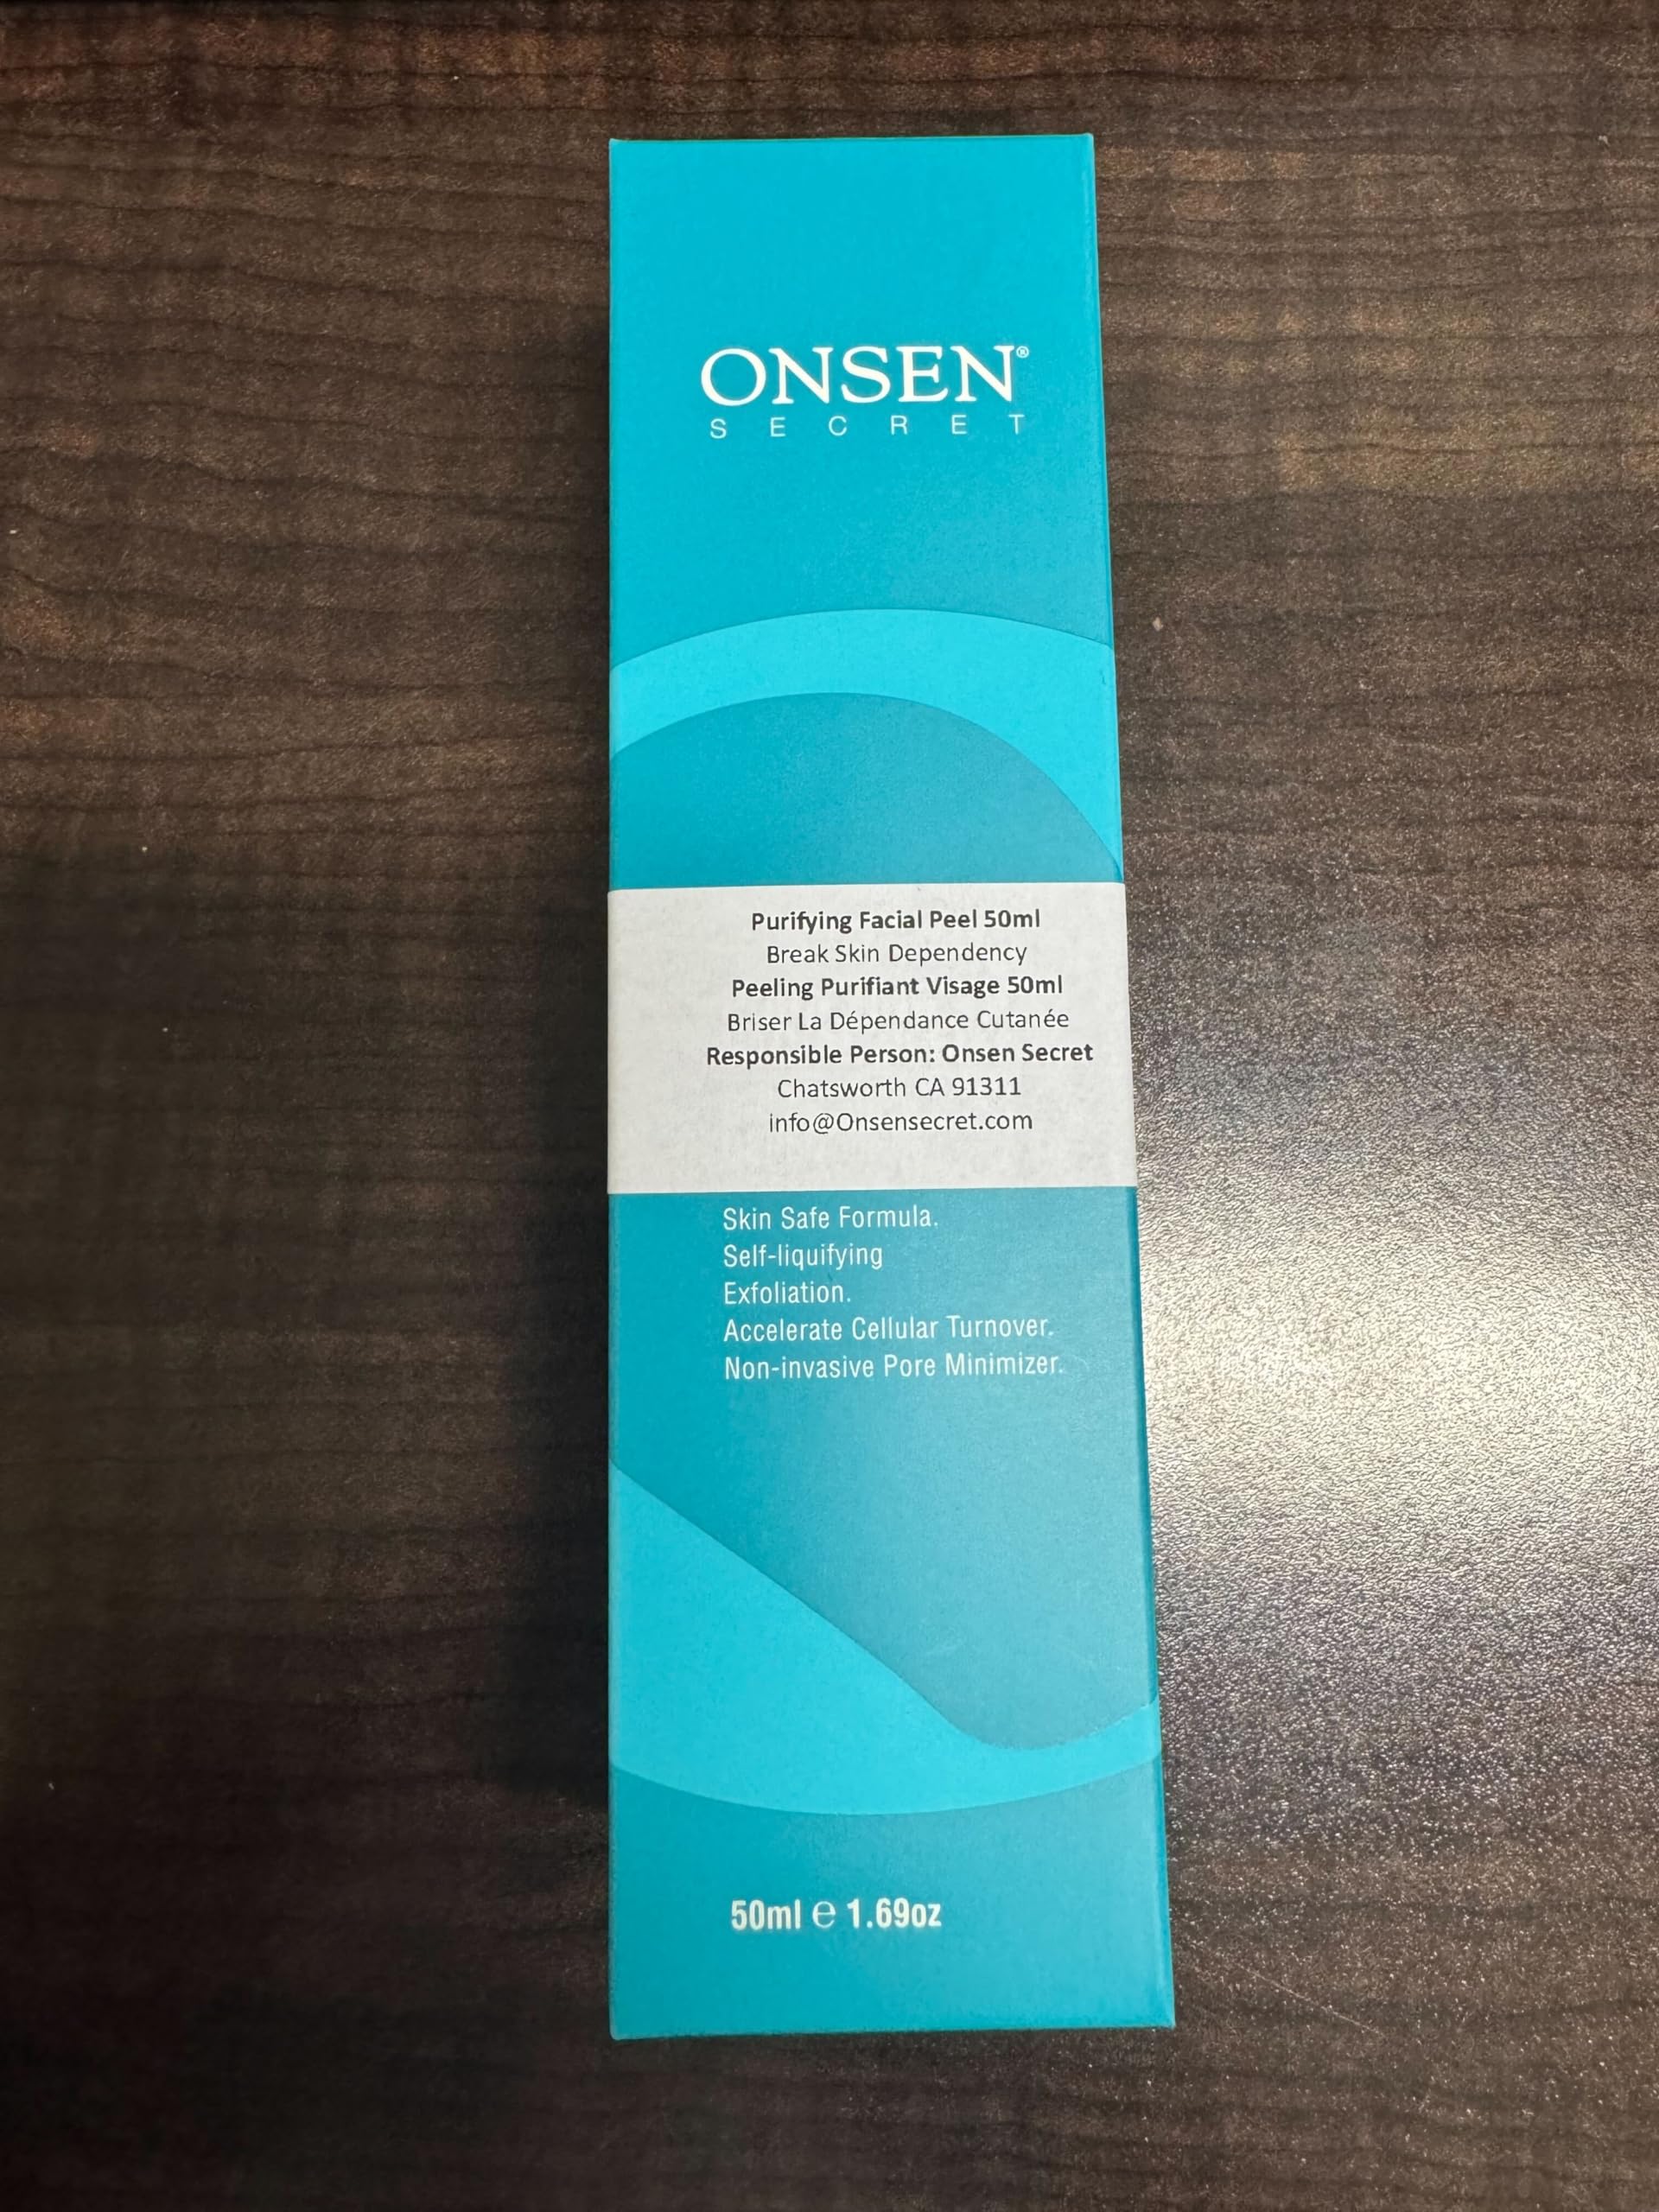 ONSEN®
SECRET
Purifying Facial Peel 50ml
Break Skin Dependency
Peeling Purifiant Visage 50ml
Briser La Dépendance Cutanée
Responsible Person: Onsen Secret
Chatsworth CA 91311
info@Onsensecret.com
Skin Safe Formula.
Self-liquifying
Exfoliation.
Accelerate Cellular Turnover.
Non-invasive Pore Minimizer.
50ml ℮ 1.69oz